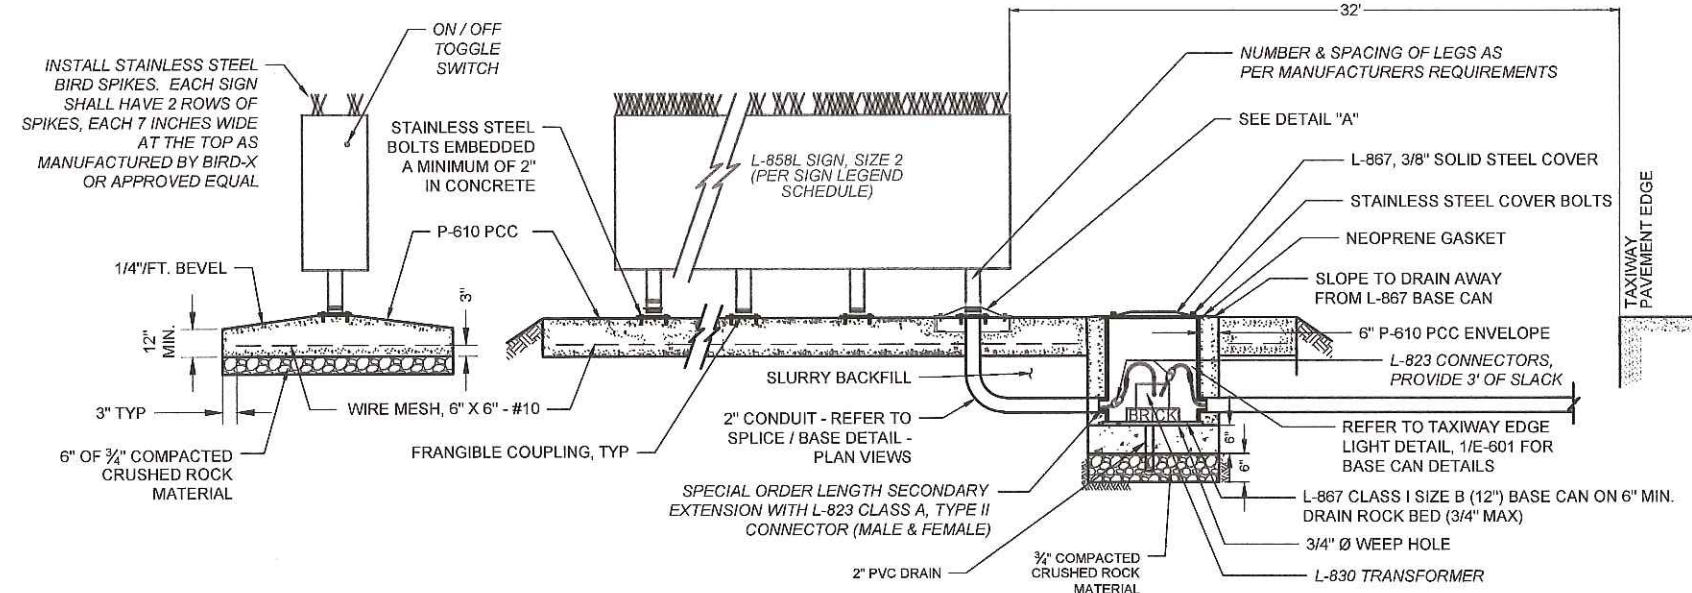 32'
ON / OFF
TOGGLE
SWITCH
INSTALL STAINLESS STEEL
BIRD SPIKES. EACH SIGN
SHALL HAVE 2 ROWS OF
SPIKES, EACH 7 INCHES WIDE
AT THE TOP AS
MANUFACTURED BY BIRD-X
OR APPROVED EQUAL
STAINLESS STEEL
BOLTS EMBEDDED
A MINIMUM OF 2"
IN CONCRETE
L-858L SIGN, SIZE 2
(PER SIGN LEGEND
SCHEDULE)
NUMBER & SPACING OF LEGS AS
PER MANUFACTURERS REQUIREMENTS
SEE DETAIL "A"
L-867, 3/8" SOLID STEEL COVER
STAINLESS STEEL COVER BOLTS
NEOPRENE GASKET
SLOPE TO DRAIN AWAY
FROM L-867 BASE CAN
TAXIWAY
PAVEMENT EDGE
P-610 PCC
1/4"/FT. BEVEL
3"
12"
MIN.
6" P-610 PCC ENVELOPE
L-823 CONNECTORS,
PROVIDE 3' OF SLACK
SLURRY BACKFILL
3" TYP
WIRE MESH, 6" X 6" - #10
2" CONDUIT - REFER TO
SPLICE / BASE DETAIL -
PLAN VIEWS
BRICK
6"
6"
REFER TO TAXIWAY EDGE
LIGHT DETAIL, 1/E-601 FOR
BASE CAN DETAILS
6" OF ¾" COMPACTED
CRUSHED ROCK
MATERIAL
FRANGIBLE COUPLING, TYP
SPECIAL ORDER LENGTH SECONDARY
EXTENSION WITH L-823 CLASS A, TYPE II
CONNECTOR (MALE & FEMALE)
L-867 CLASS I SIZE B (12") BASE CAN ON 6" MIN.
DRAIN ROCK BED (3/4" MAX)
3/4" Ø WEEP HOLE
2" PVC DRAIN
¾" COMPACTED
CRUSHED ROCK
MATERIAL
L-830 TRANSFORMER